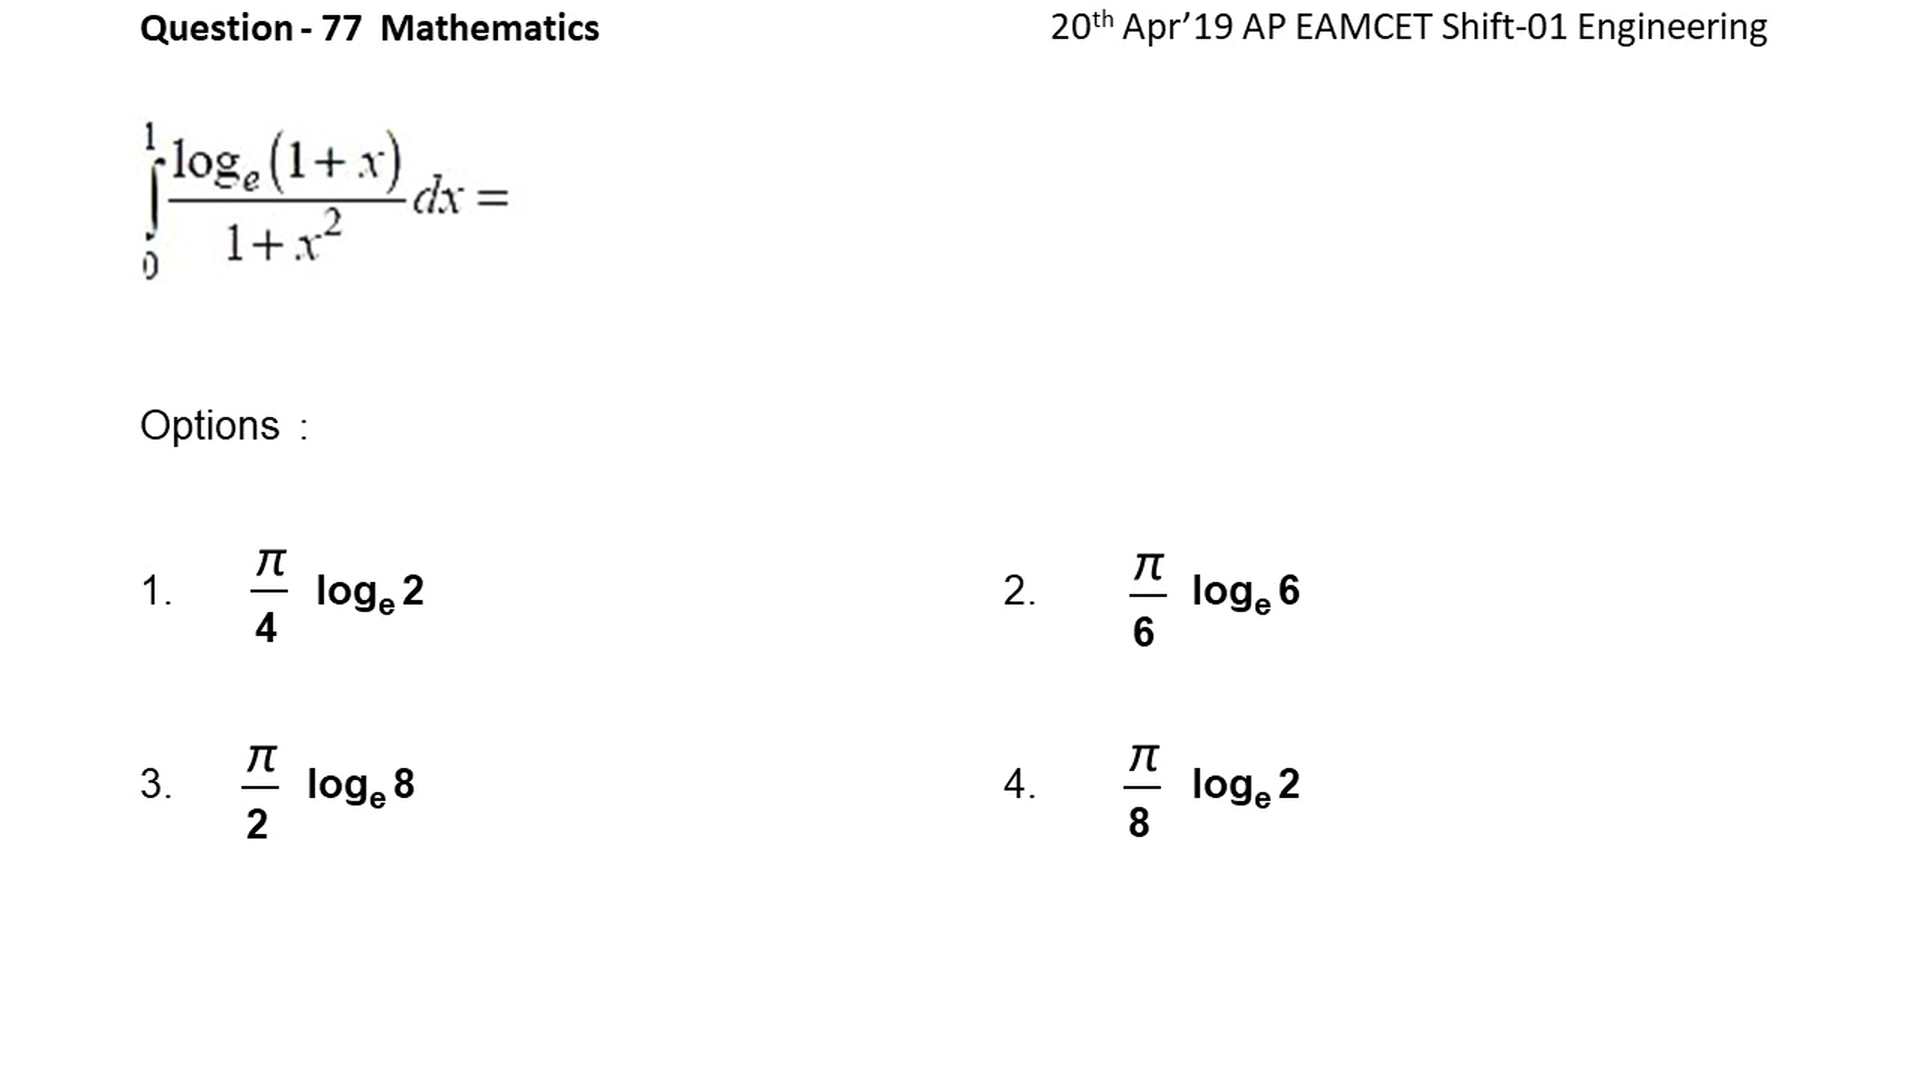 Question - 77 Mathematics
20th Apr'19 AP EAMCET Shift-01 Engineering
∫₀¹ logₑ(1+x) / (1+x²) dx =
Options :
1. π/4 logₑ 2
2. π/6 logₑ 6
3. π/2 logₑ 8
4. π/8 logₑ 2